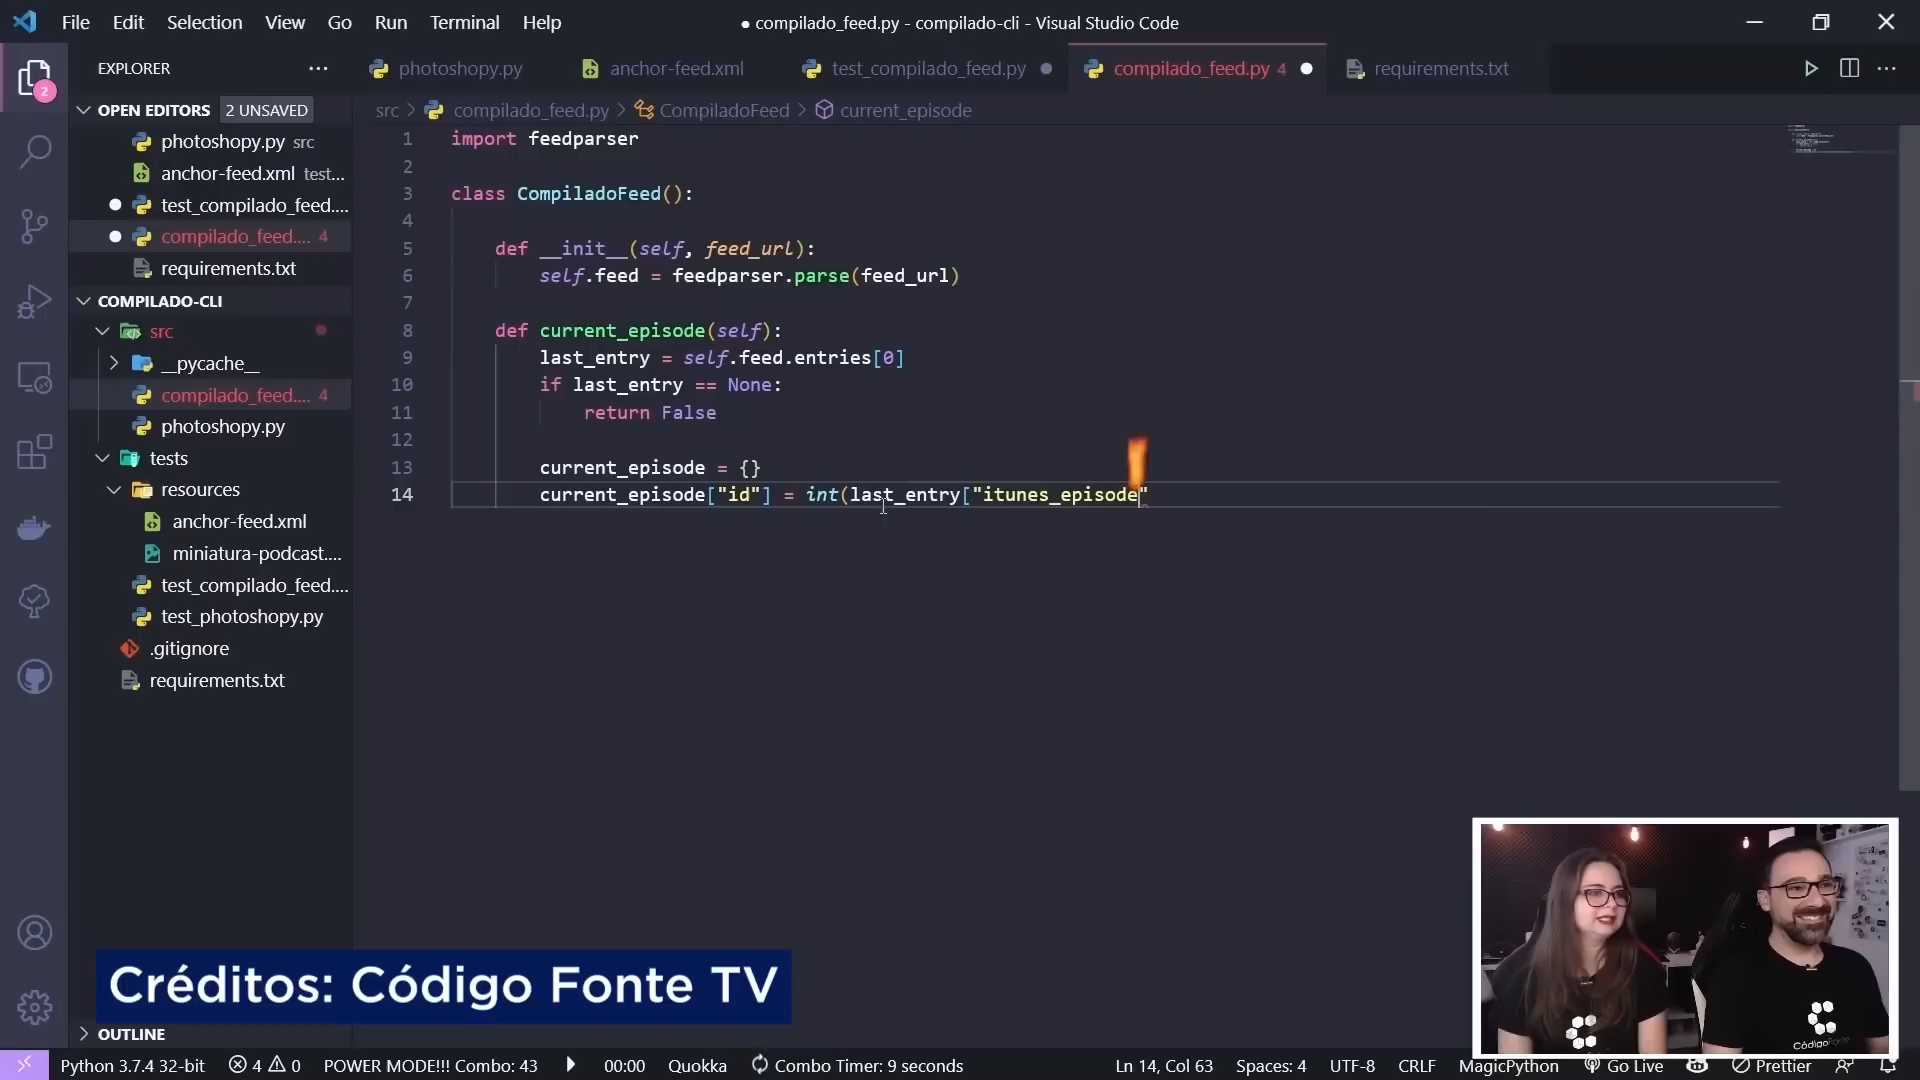 File Edit Selection View Go Run Terminal Help
● compilado_feed.py - compilado-cli - Visual Studio Code
2
EXPLORER ···
OPEN EDITORS 2 UNSAVED
photoshopy.py src
anchor-feed.xml test...
test_compilado_feed....
compilado_feed.... 4
requirements.txt
COMPILADO-CLI
src
__pycache__
compilado_feed.... 4
photoshopy.py
tests
resources
anchor-feed.xml
miniatura-podcast....
test_compilado_feed....
test_photoshopy.py
.gitignore
requirements.txt
OUTLINE
photoshopy.py anchor-feed.xml test_compilado_feed.py compilado_feed.py 4 requirements.txt
src > compilado_feed.py > CompiladoFeed > current_episode
1 import feedparser
2
3 class CompiladoFeed():
4
5 def __init__(self, feed_url):
6 self.feed = feedparser.parse(feed_url)
7
8 def current_episode(self):
9 last_entry = self.feed.entries[0]
10 if last_entry == None:
11 return False
12
13 current_episode = {}
14 current_episode["id"] = int(last_entry["itunes_episode"
Créditos: Código Fonte TV
CódigoFonte
Python 3.7.4 32-bit 4 0 POWER MODE!!! Combo: 43 00:00 Quokka Combo Timer: 9 seconds Ln 14, Col 63 Spaces: 4 UTF-8 CRLF MagicPython Go Live Prettier